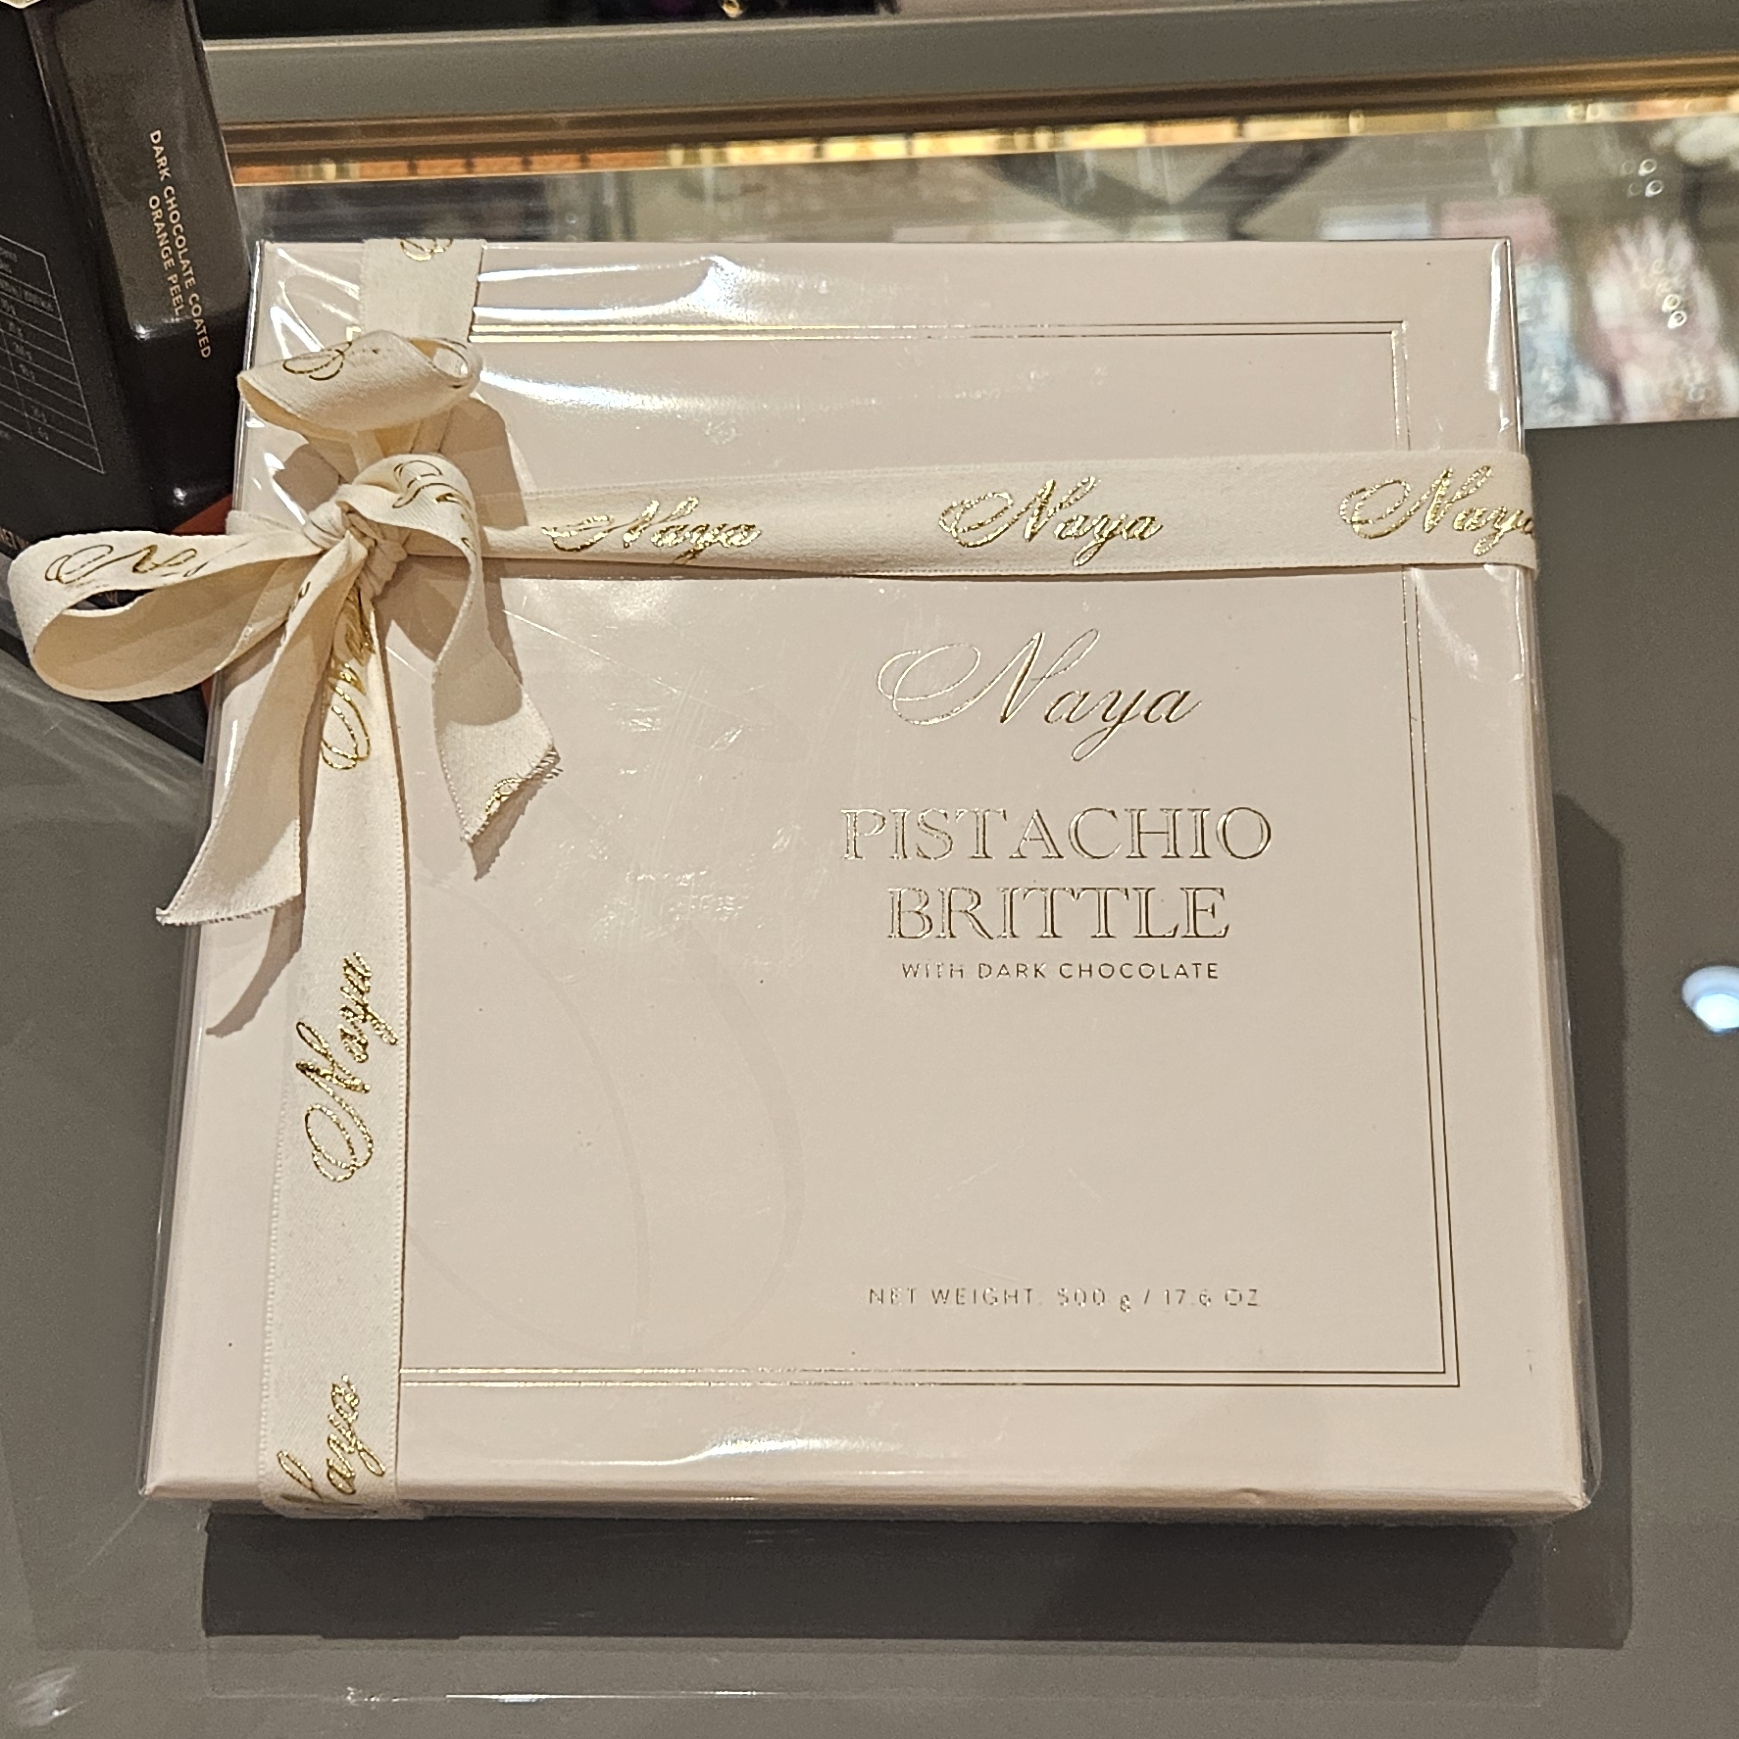 DARK CHOCOLATE COATED
ORANGE PEEL
Naya
Naya
Naya
Naya
PISTACHIO
BRITTLE
WITH DARK CHOCOLATE
Naya
NET WEIGHT. 500 g / 17.6 OZ